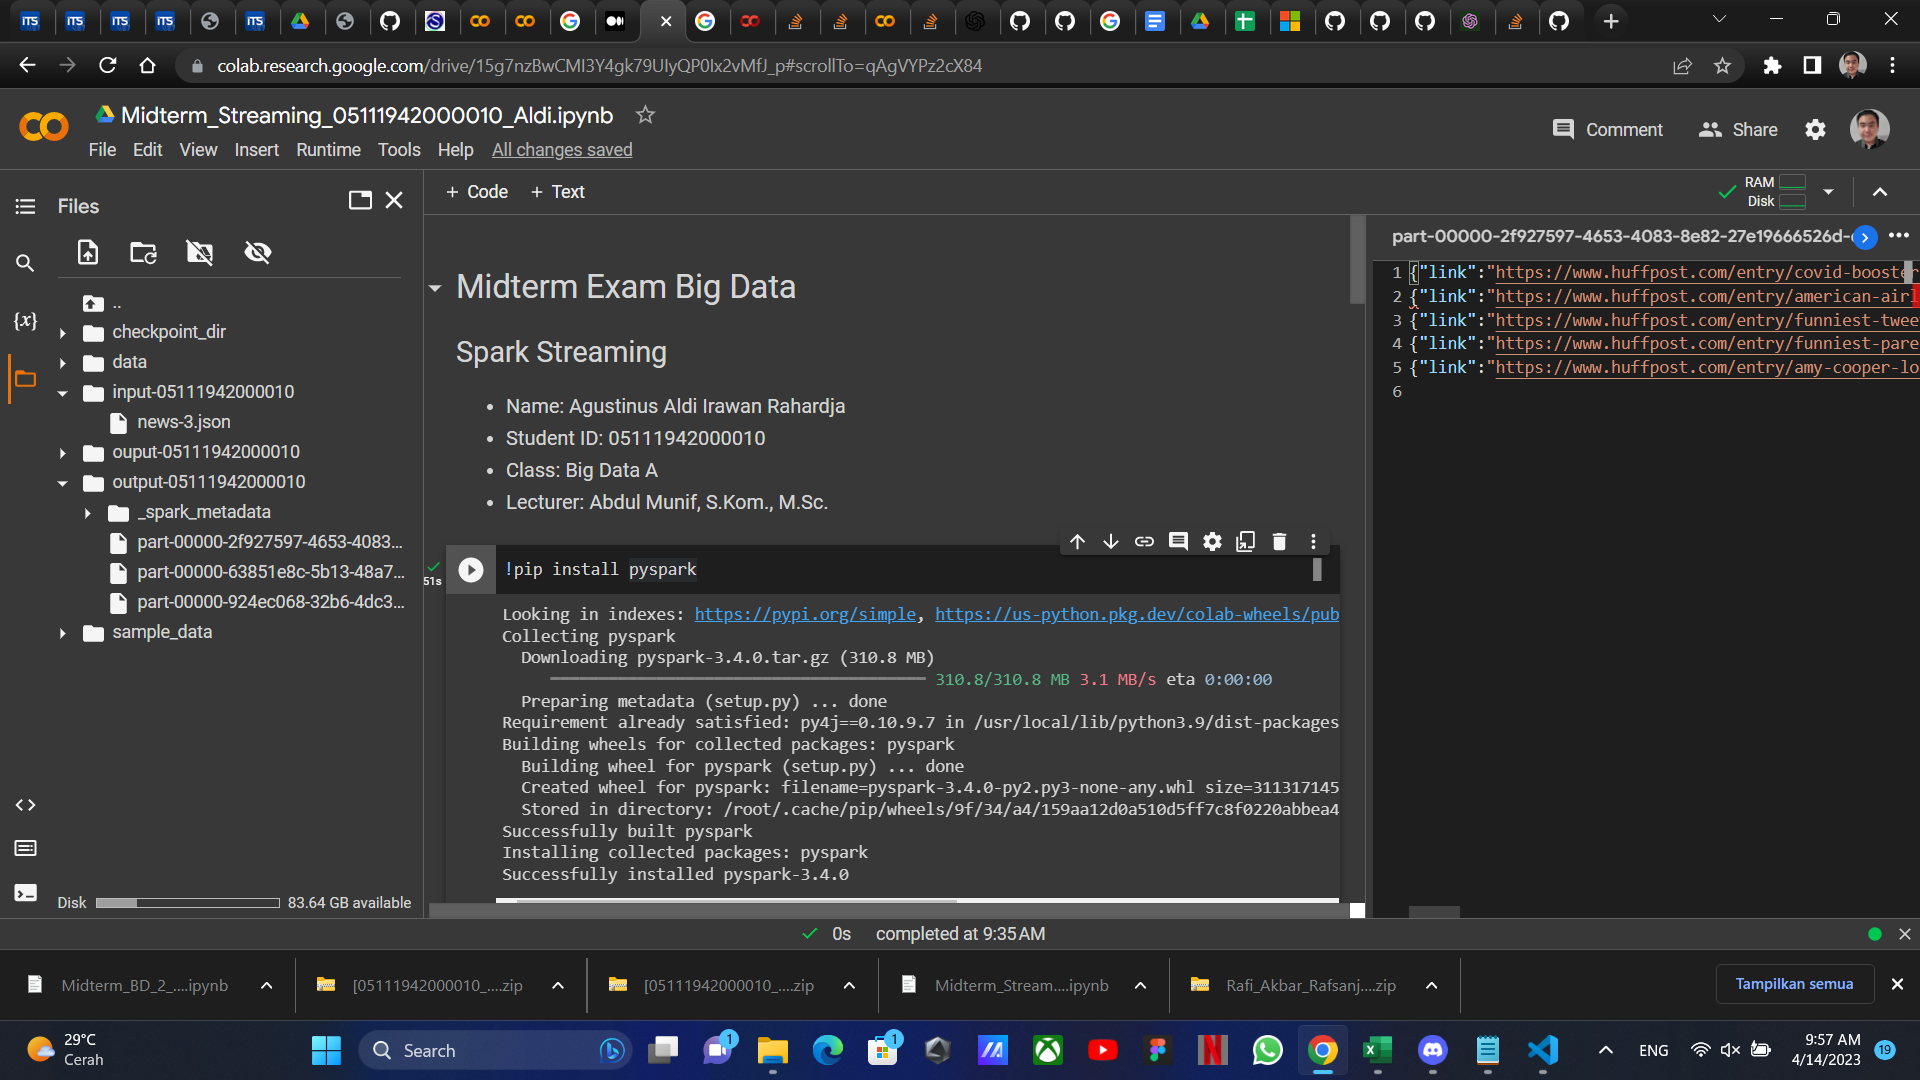 colab.research.google.com/drive/15g7nzBwCMI3Y4gk79UIyQP0Ix2vMfJ_p#scrollTo=qAgVYPz2cX84
Midterm_Streaming_05111942000010_Aldi.ipynb
Comment
Share
File Edit View Insert Runtime Tools Help All changes saved
Files
+ Code + Text
RAM
Disk
..
checkpoint_dir
data
input-05111942000010
news-3.json
ouput-05111942000010
output-05111942000010
_spark_metadata
part-00000-2f927597-4653-4083...
part-00000-63851e8c-5b13-48a7...
part-00000-924ec068-32b6-4dc3...
sample_data
Disk
83.64 GB available
Midterm Exam Big Data
Spark Streaming
• Name: Agustinus Aldi Irawan Rahardja
• Student ID: 05111942000010
• Class: Big Data A
• Lecturer: Abdul Munif, S.Kom., M.Sc.
51s
!pip install pyspark
Looking in indexes: https://pypi.org/simple, https://us-python.pkg.dev/colab-wheels/pub
Collecting pyspark
Downloading pyspark-3.4.0.tar.gz (310.8 MB)
310.8/310.8 MB 3.1 MB/s eta 0:00:00
Preparing metadata (setup.py) ... done
Requirement already satisfied: py4j==0.10.9.7 in /usr/local/lib/python3.9/dist-packages
Building wheels for collected packages: pyspark
Building wheel for pyspark (setup.py) ... done
Created wheel for pyspark: filename=pyspark-3.4.0-py2.py3-none-any.whl size=311317145
Stored in directory: /root/.cache/pip/wheels/9f/34/a4/159aa12d0a510d5ff7c8f0220abbea4
Successfully built pyspark
Installing collected packages: pyspark
Successfully installed pyspark-3.4.0
part-00000-2f927597-4653-4083-8e82-27e19666526d-
1 {"link":"https://www.huffpost.com/entry/covid-booster
2 {"link":"https://www.huffpost.com/entry/american-airl
3 {"link":"https://www.huffpost.com/entry/funniest-twee
4 {"link":"https://www.huffpost.com/entry/funniest-pare
5 {"link":"https://www.huffpost.com/entry/amy-cooper-lo
6
0s completed at 9:35 AM
Midterm_BD_2_....ipynb
[05111942000010_....zip
[05111942000010_....zip
Midterm_Stream....ipynb
Rafi_Akbar_Rafsanj....zip
Tampilkan semua
29°C
Cerah
Search
1
1
ENG
9:57 AM
4/14/2023
19